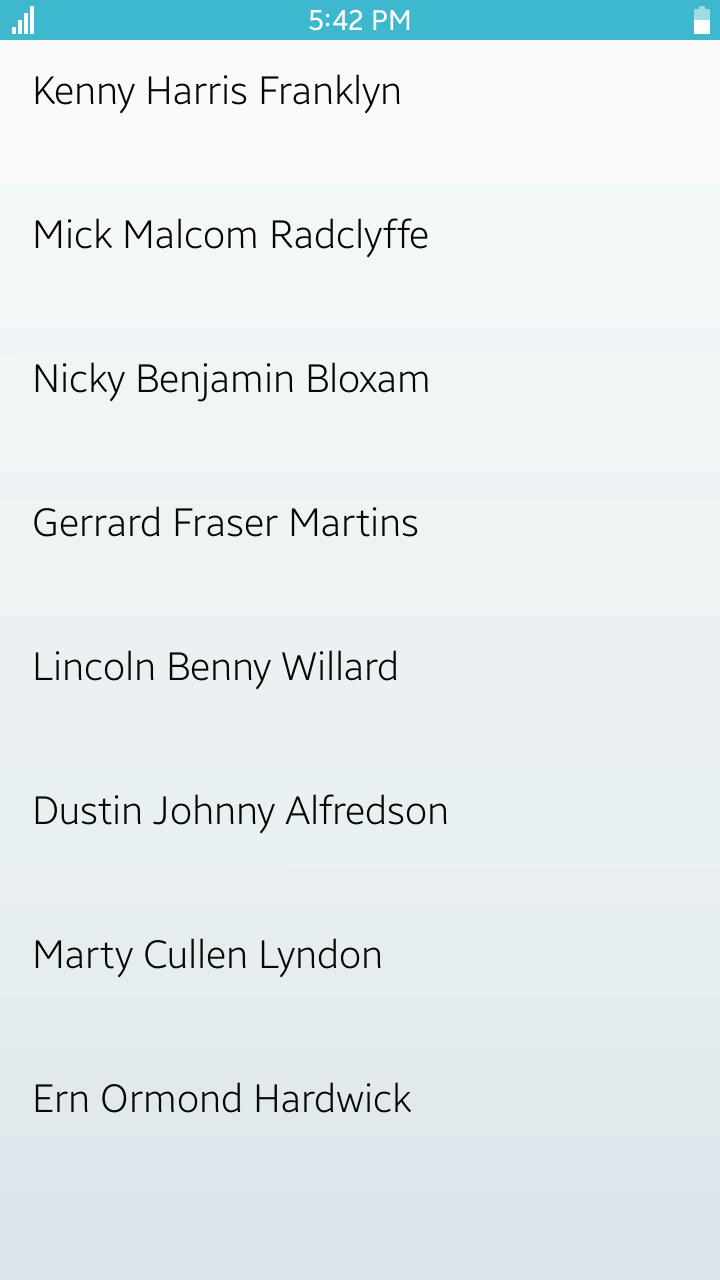 5:42 PM
Kenny Harris Franklyn
Mick Malcom Radclyffe
Nicky Benjamin Bloxam
Gerrard Fraser Martins
Lincoln Benny Willard
Dustin Johnny Alfredson
Marty Cullen Lyndon
Ern Ormond Hardwick